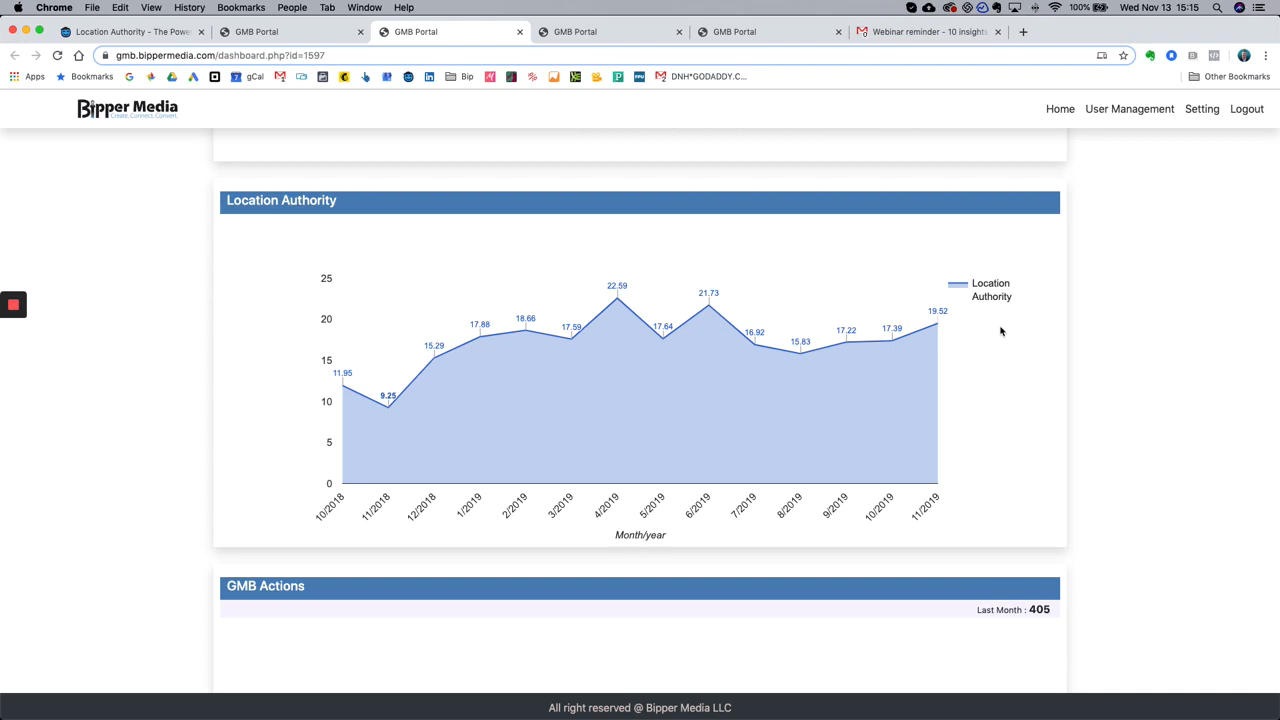 Chrome File Edit View History Bookmarks People Tab Window Help 100% Wed Nov 13 15:15
Location Authority - The Powe GMB Portal GMB Portal GMB Portal GMB Portal Webinar reminder - 10 insights
gmb.bippermedia.com/dashboard.php?id=1597
Apps Bookmarks gCal Bip DNH*GODADDY.C... Other Bookmarks
Bipper Media
Create. Connect. Convert.
Home User Management Setting Logout
Location Authority
25
20
15
10
5
0
11.95
9.25
15.29
17.88
18.66
17.59
22.59
17.64
21.73
16.92
15.83
17.22
17.39
19.52
Location
Authority
10/2018
11/2018
12/2018
1/2019
2/2019
3/2019
4/2019
5/2019
6/2019
7/2019
8/2019
9/2019
10/2019
11/2019
Month/year
GMB Actions
Last Month : 405
All right reserved @ Bipper Media LLC